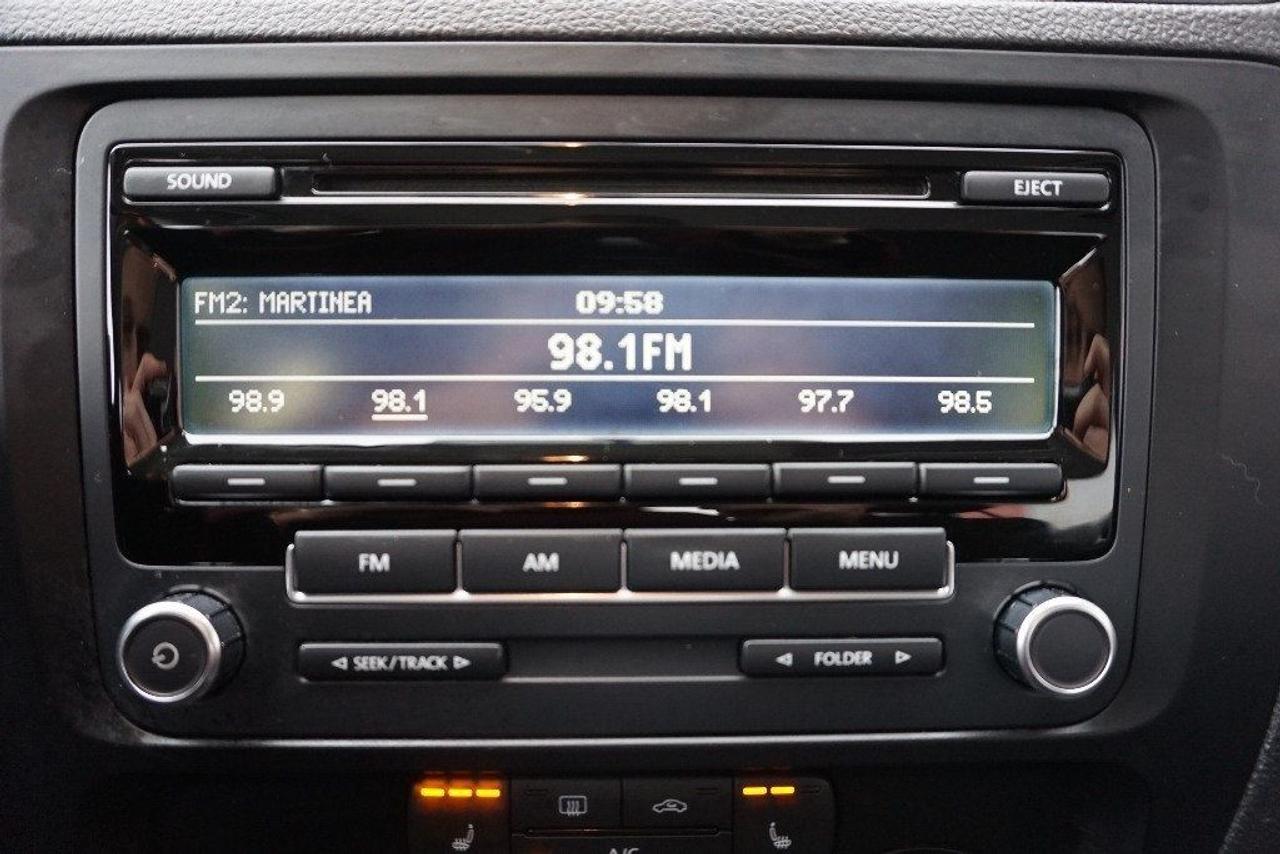 SOUND EJECT
FM2: MARTINEA 09:58
98.1FM
98.9 98.1 95.9 98.1 97.7 98.5
FM AM MEDIA MENU
SEEK/TRACK FOLDER
A/C